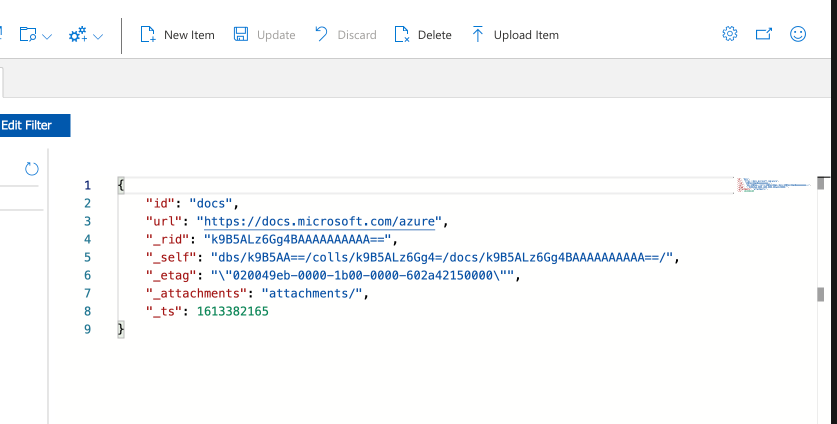 New Item Update Discard Delete Upload Item
Edit Filter
1 {
2 "id": "docs",
3 "url": "https://docs.microsoft.com/azure",
4 "_rid": "k9B5ALz6Gg4BAAAAAAAAAA==",
5 "_self": "dbs/k9B5AA==/colls/k9B5ALz6Gg4=/docs/k9B5ALz6Gg4BAAAAAAAAAA==/",
6 "_etag": "\"020049eb-0000-1b00-0000-602a42150000\"",
7 "_attachments": "attachments/",
8 "_ts": 1613382165
9 }